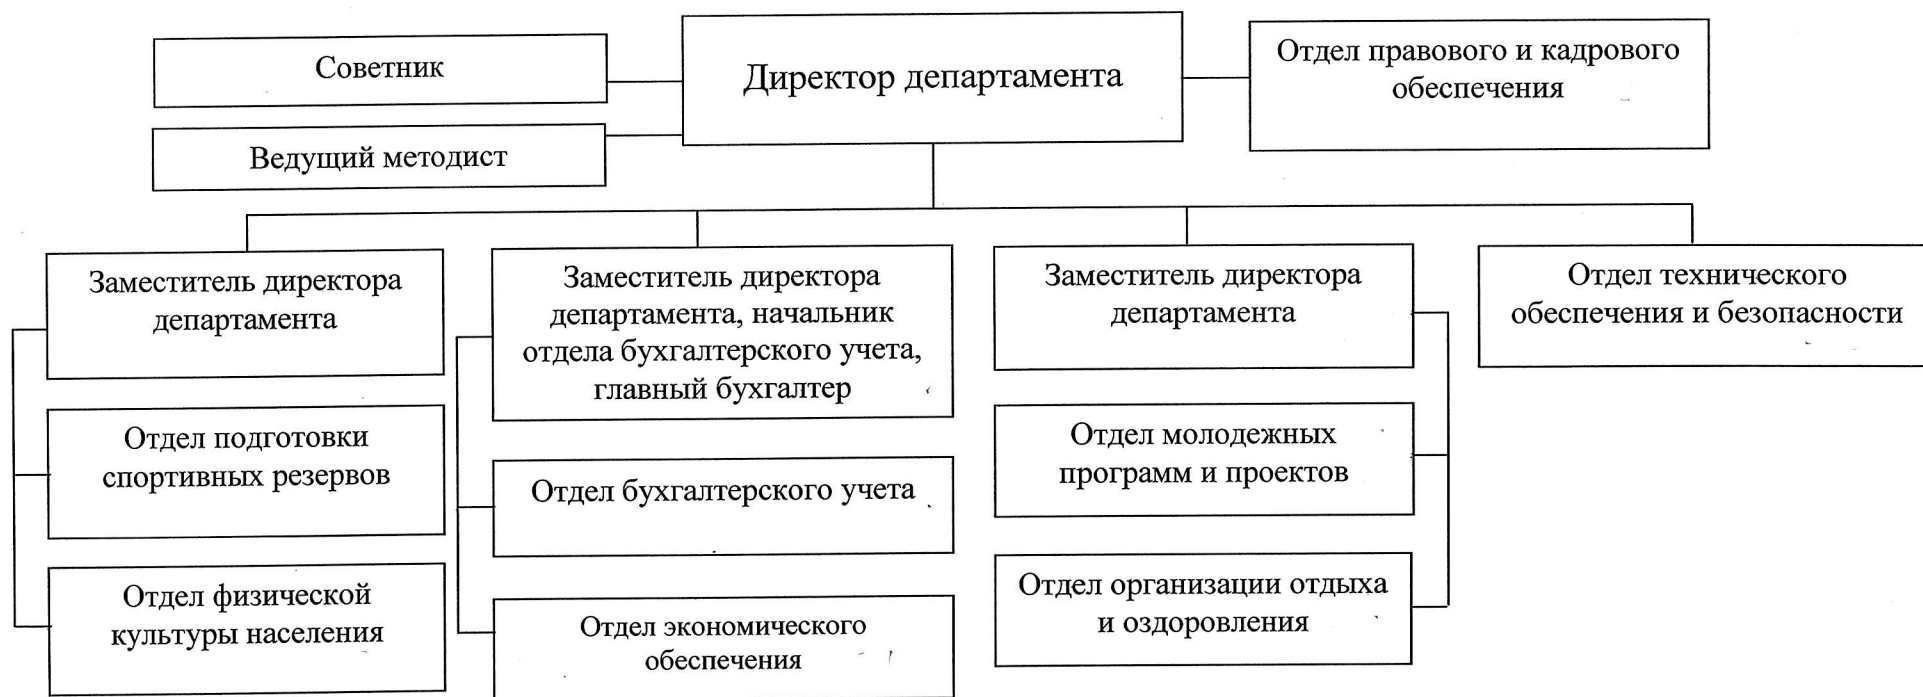 Советник
Директор департамента
Отдел правового и кадрового
обеспечения
Ведущий методист
Заместитель директора
департамента
Заместитель директора
департамента, начальник
отдела бухгалтерского учета,
главный бухгалтер
Заместитель директора
департамента
Отдел технического
обеспечения и безопасности
Отдел подготовки
спортивных резервов
Отдел бухгалтерского учета
Отдел молодежных
программ и проектов
Отдел физической
культуры населения
Отдел экономического
обеспечения
Отдел организации отдыха
и оздоровления